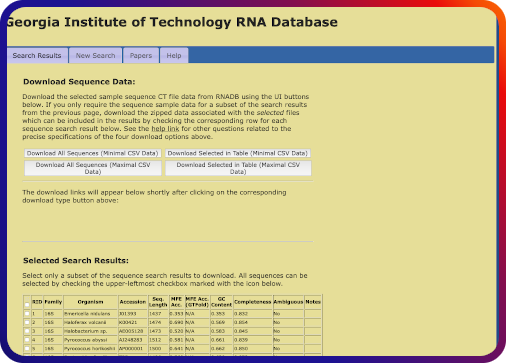 Georgia Institute of Technology RNA Database
Search Results New Search Papers Help
Download Sequence Data:
Download the selected sample sequence CT file data from RNADB using the UI buttons
below. If you only require the sequence sample data for a subset of the search results
from the previous page, download the zipped data associated with the selected files
which can be included in the results by checking the corresponding row for each
sequence search result below. See the help link for other questions related to the
precise specifications of the four download options above.
Download All Sequences (Minimal CSV Data) Download Selected in Table (Minimal CSV Data)
Download All Sequences (Maximal CSV Data) Download Selected in Table (Maximal CSV Data)
The download links will appear below shortly after clicking on the corresponding
download type button above:
Selected Search Results:
Select only a subset of the sequence search results to download. All sequences can be
selected by checking the upper-leftmost checkbox marked with the icon below.
RID Family Organism Accession Seq. Length MFE Acc. MFE Acc. (GTFold) GC Content Completeness Ambiguous Notes
1 16S Emericella nidulans 1437 0.353 N/A 0.353 0.832 No
2 16S Haloferax volcanii K00421 1474 0.690 N/A 0.569 0.854 No
3 16S Halobacterium sp. AE005128 1473 0.520 N/A 0.583 0.845 No
4 16S Pyrococcus abyssi AJ248283 1512 0.581 N/A 0.661 0.839 No
5 16S Pyrococcus horikoshii AP000001 1500 0.641 N/A 0.662 0.850 No